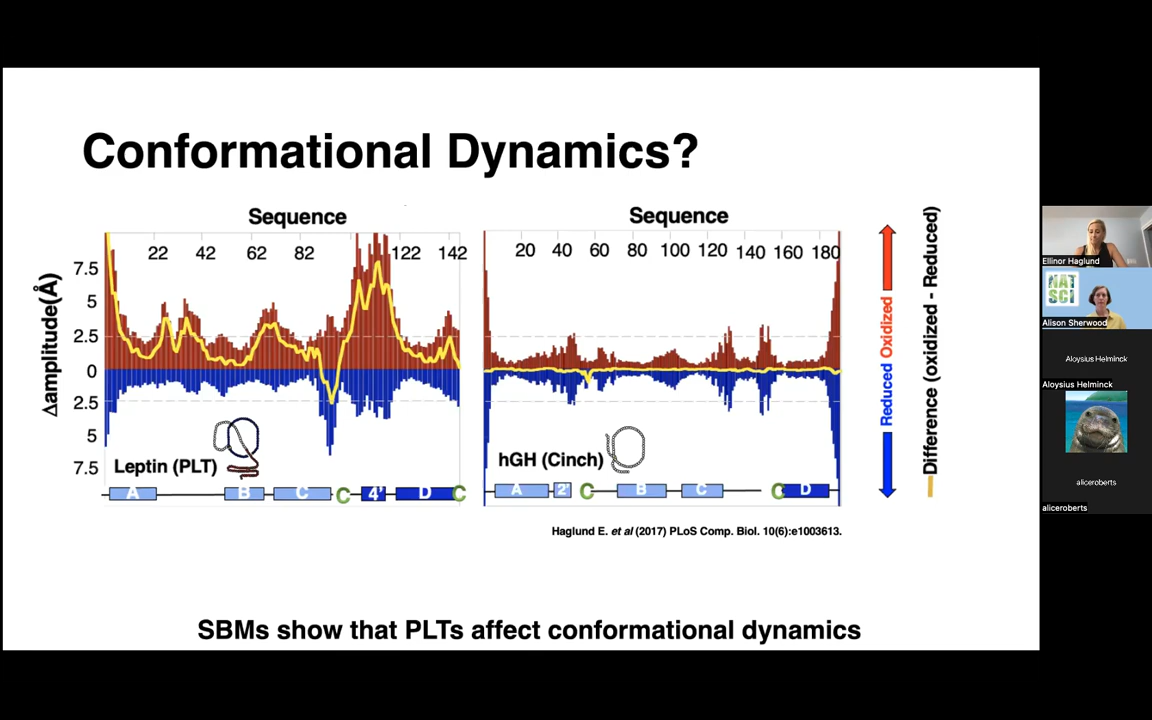 Conformational Dynamics?
Sequence
22 42 62 82 122 142
Δamplitude(Å)
7.5
5
2.5
0
2.5
5
7.5
Leptin (PLT)
A B C C 4' D C
Sequence
20 40 60 80 100 120 140 160 180
hGH (Cinch)
A 2' C B C C D
Reduced Oxidized
Difference (oxidized - Reduced)
Haglund E. et al (2017) PLoS Comp. Biol. 10(6):e1003613.
SBMs show that PLTs affect conformational dynamics
Ellinor Haglund
NAT
SCI
Alison Sherwood
Aloysius Helminck
Aloysius Helminck
aliceroberts
aliceroberts